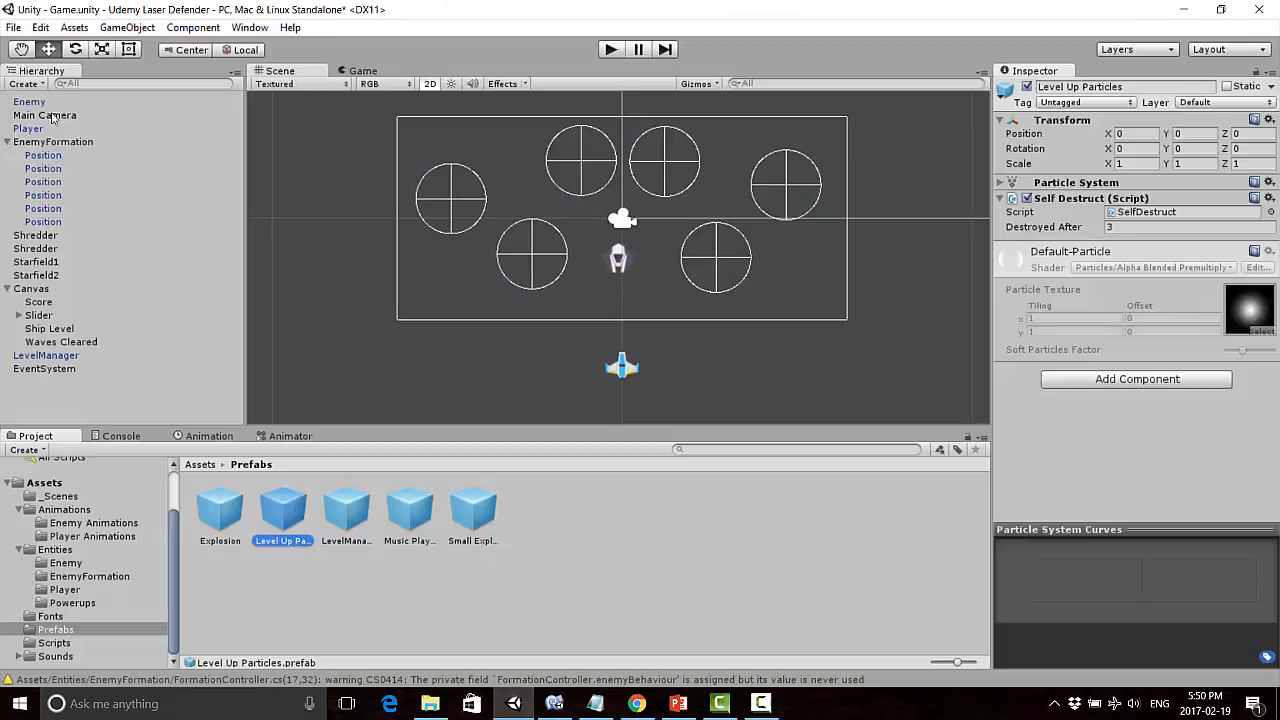 Unity - Game.unity - Udemy Laser Defender - PC, Mac & Linux Standalone* <DX11>
File Edit Assets GameObject Component Window Help
Center Local Layers Layout
Hierarchy
Create All
Enemy
Main Camera
Player
EnemyFormation
Position
Position
Position
Position
Position
Position
Shredder
Shredder
Starfield1
Starfield2
Canvas
Score
Slider
Ship Level
Waves Cleared
LevelManager
EventSystem
Scene Game
Textured RGB 2D Effects Gizmos All
Inspector
Level Up Particles Static
Tag Untagged Layer Default
Transform
Position X 0 Y 0 Z 0
Rotation X 0 Y 0 Z 0
Scale X 1 Y 1 Z 1
Particle System
Self Destruct (Script)
Script SelfDestruct
Destroyed After 3
Default-Particle
Shader Particles/Alpha Blended Premultiply Edit...
Particle Texture
Tiling Offset
x 1 0
y 1 0
Select
Soft Particles Factor
Add Component
Particle System Curves
Project Console Animation Animator
Create
All Scripts
Assets
_Scenes
Animations
Enemy Animations
Player Animations
Entities
Enemy
EnemyFormation
Player
Powerups
Fonts
Prefabs
Scripts
Sounds
Assets Prefabs
Explosion Level Up Pa... LevelMana... Music Play... Small Expl...
Level Up Particles.prefab
Assets/Entities/EnemyFormation/FormationController.cs(17,32): warning CS0414: The private field `FormationController.enemyBehaviour' is assigned but its value is never used
Ask me anything
ENG
5:50 PM
2017-02-19